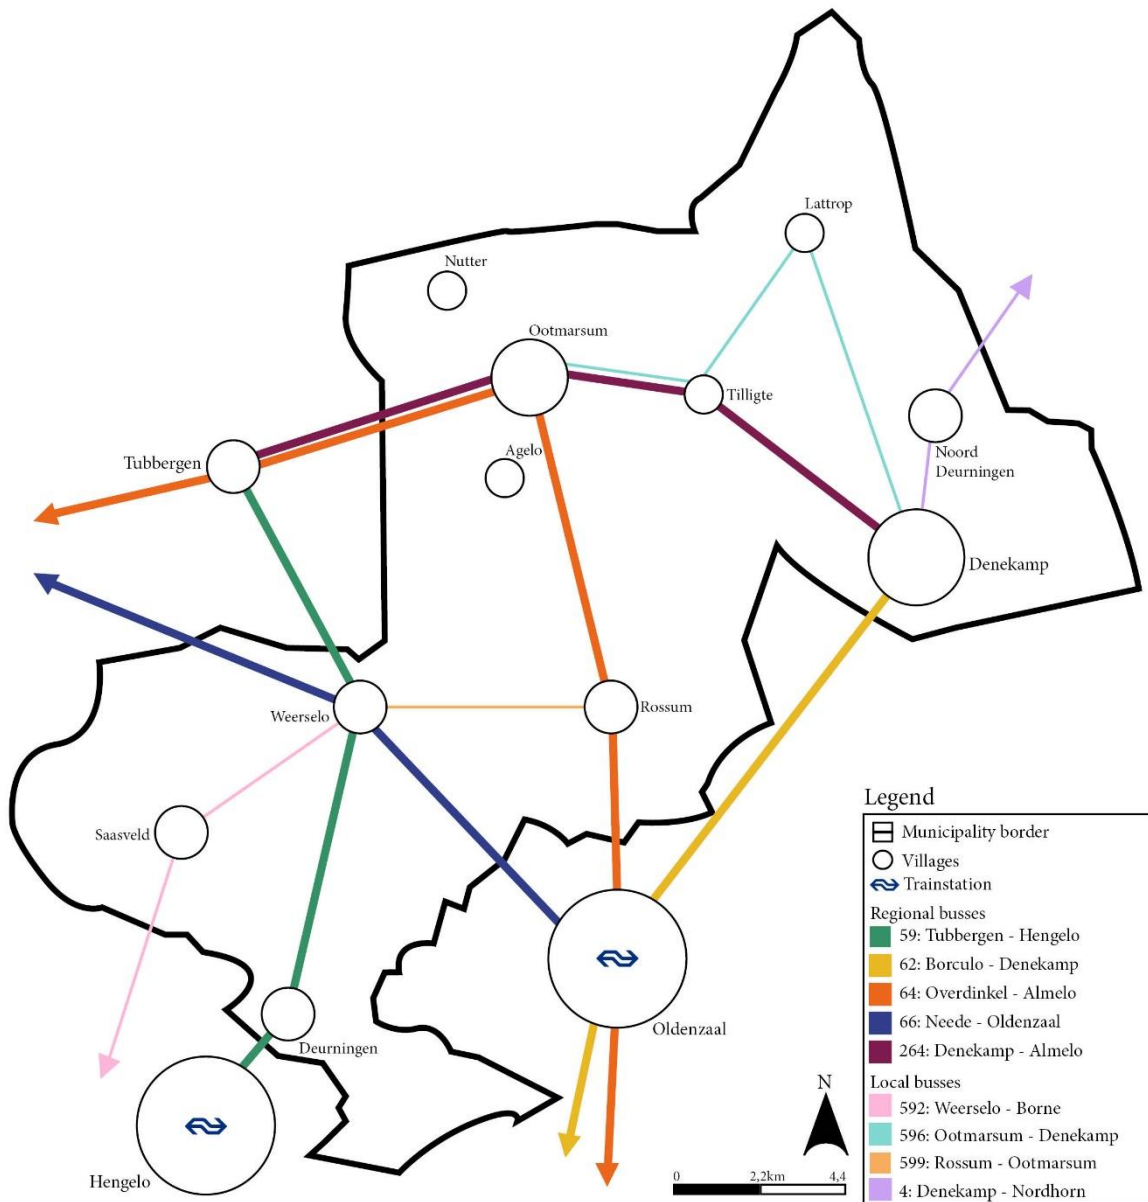 Lattrop
Nutter
Ootmarsum
Tilligte
Agelo
Tubbergen
Noord
Deurningen
Denekamp
Weerselo
Rossum
Saasveld
Oldenzaal
Deurningen
Hengelo
N
0 2,2km 4,4
Legend
Municipality border
Villages
Trainstation
Regional busses
59: Tubbergen - Hengelo
62: Borculo - Denekamp
64: Overdinkel - Almelo
66: Neede - Oldenzaal
264: Denekamp - Almelo
Local busses
592: Weerselo - Borne
596: Ootmarsum - Denekamp
599: Rossum - Ootmarsum
4: Denekamp - Nordhorn